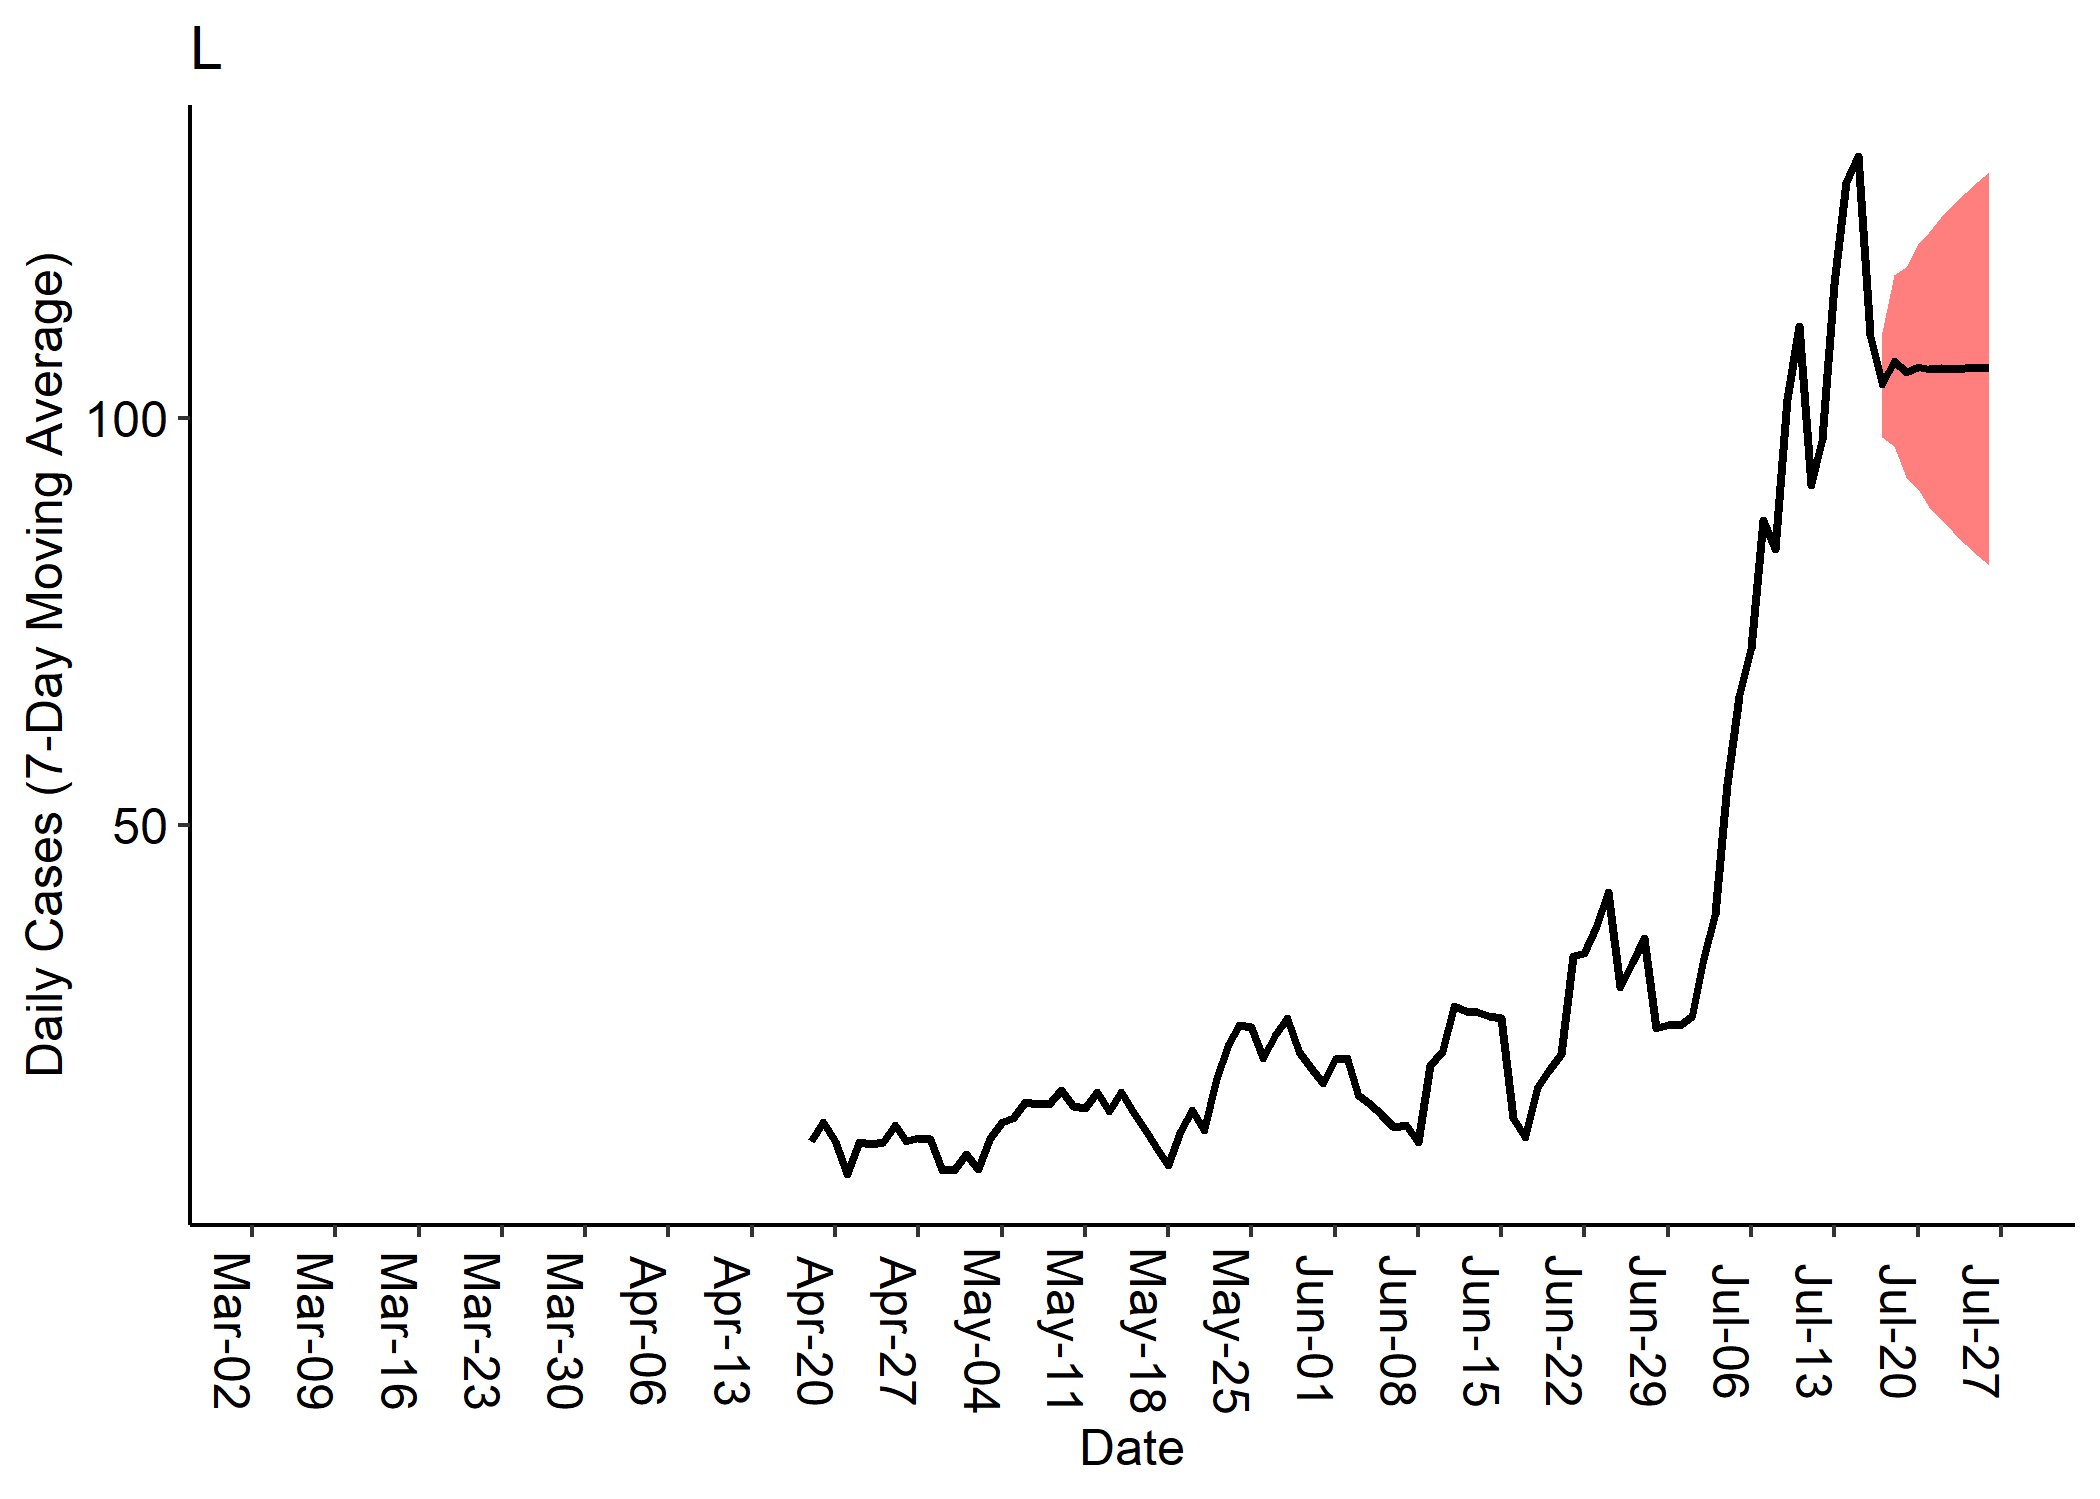 L
Daily Cases (7-Day Moving Average)
100
50
Mar-02
Mar-09
Mar-16
Mar-23
Mar-30
Apr-06
Apr-13
Apr-20
Apr-27
May-04
May-11
May-18
May-25
Jun-01
Jun-08
Jun-15
Jun-22
Jun-29
Jul-06
Jul-13
Jul-20
Jul-27
Date